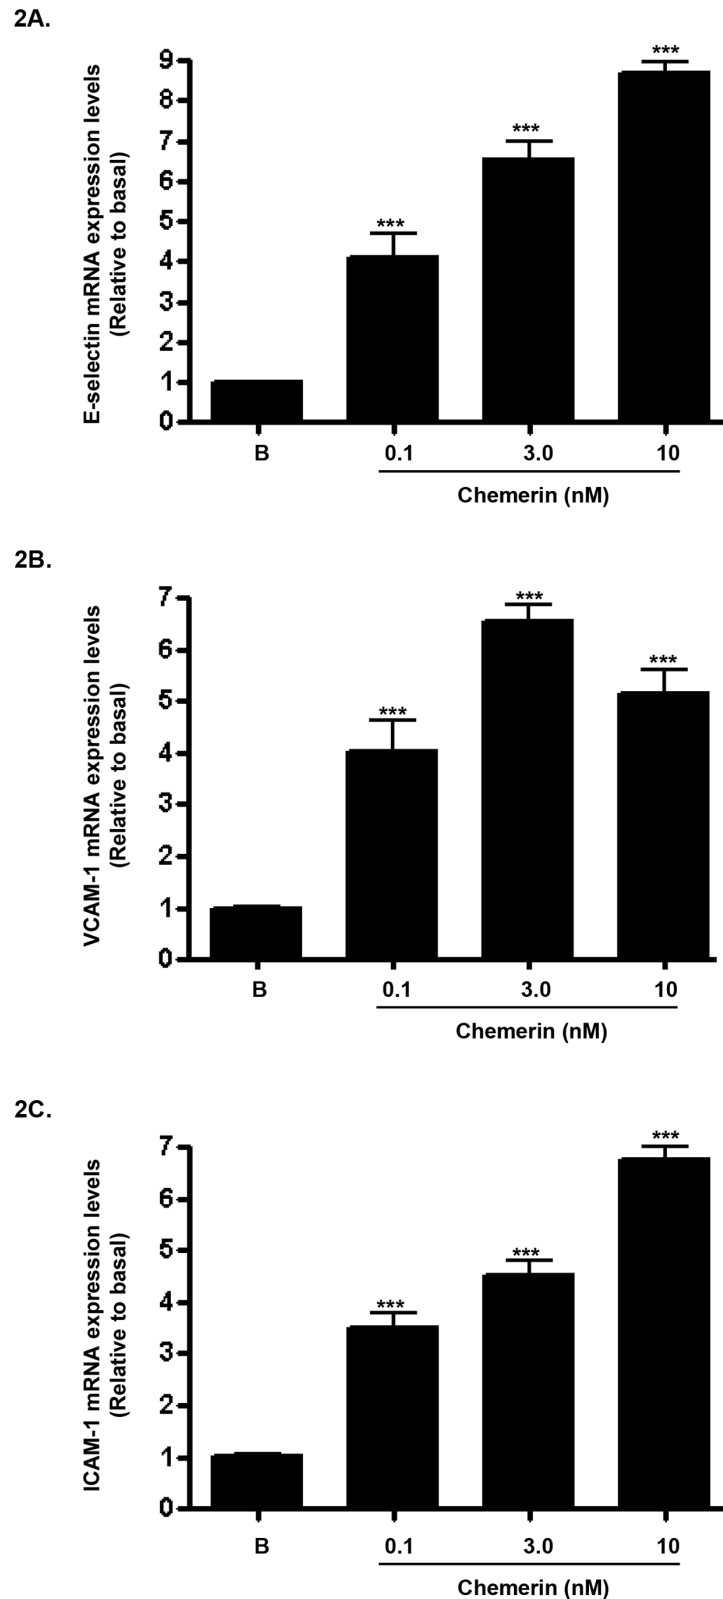 2A.
E-selectin mRNA expression levels
(Relative to basal)
9
8
7
6
5
4
3
2
1
0
***
***
***
B 0.1 3.0 10
Chemerin (nM)
2B.
VCAM-1 mRNA expression levels
(Relative to basal)
7
6
5
4
3
2
1
0
***
***
***
B 0.1 3.0 10
Chemerin (nM)
2C.
ICAM-1 mRNA expression levels
(Relative to basal)
7
6
5
4
3
2
1
0
***
***
***
B 0.1 3.0 10
Chemerin (nM)